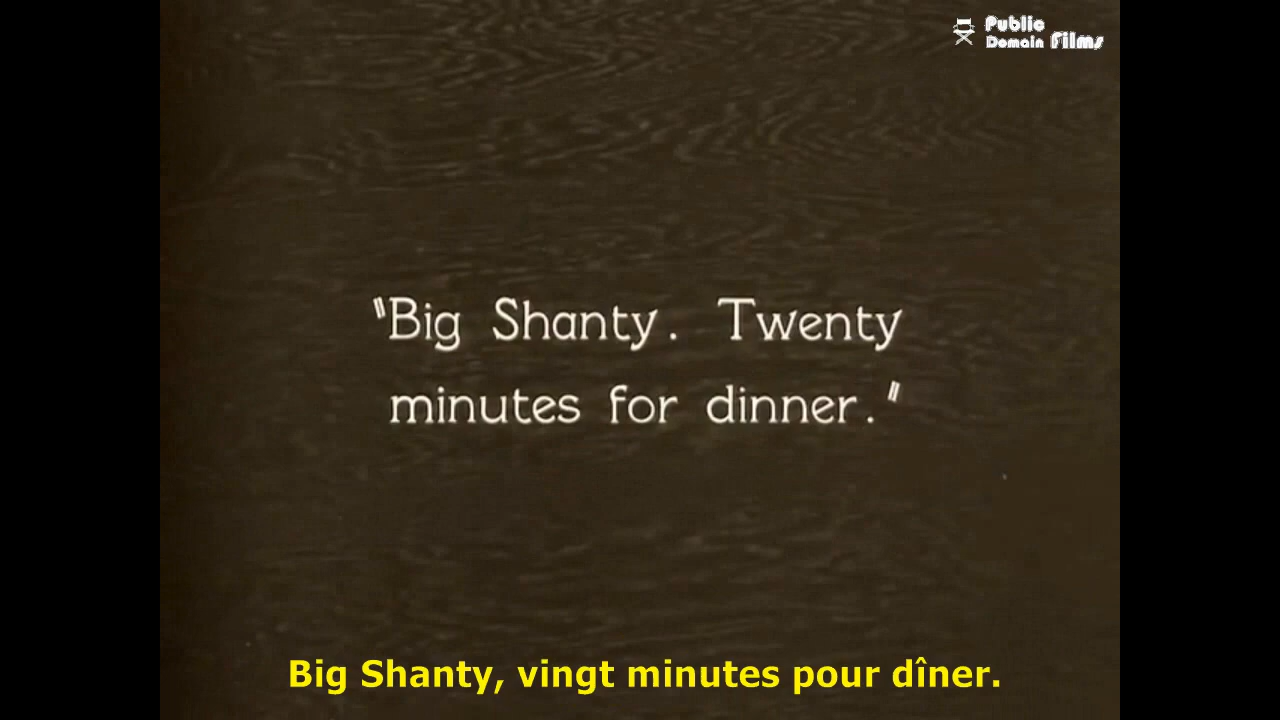 Public
Domain Films
"Big Shanty. Twenty
minutes for dinner."
Big Shanty, vingt minutes pour dîner.